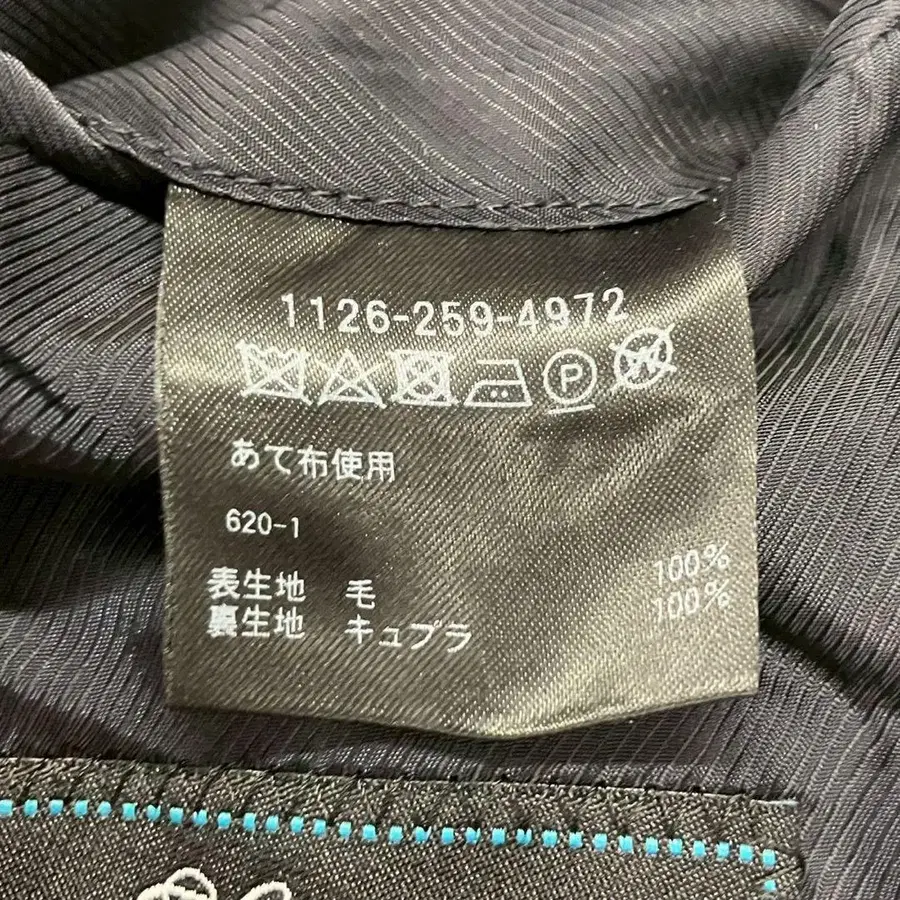 1126-259-4972
P W
あて布使用
620-1
表生地 毛 100%
裏生地 キュプラ 100%